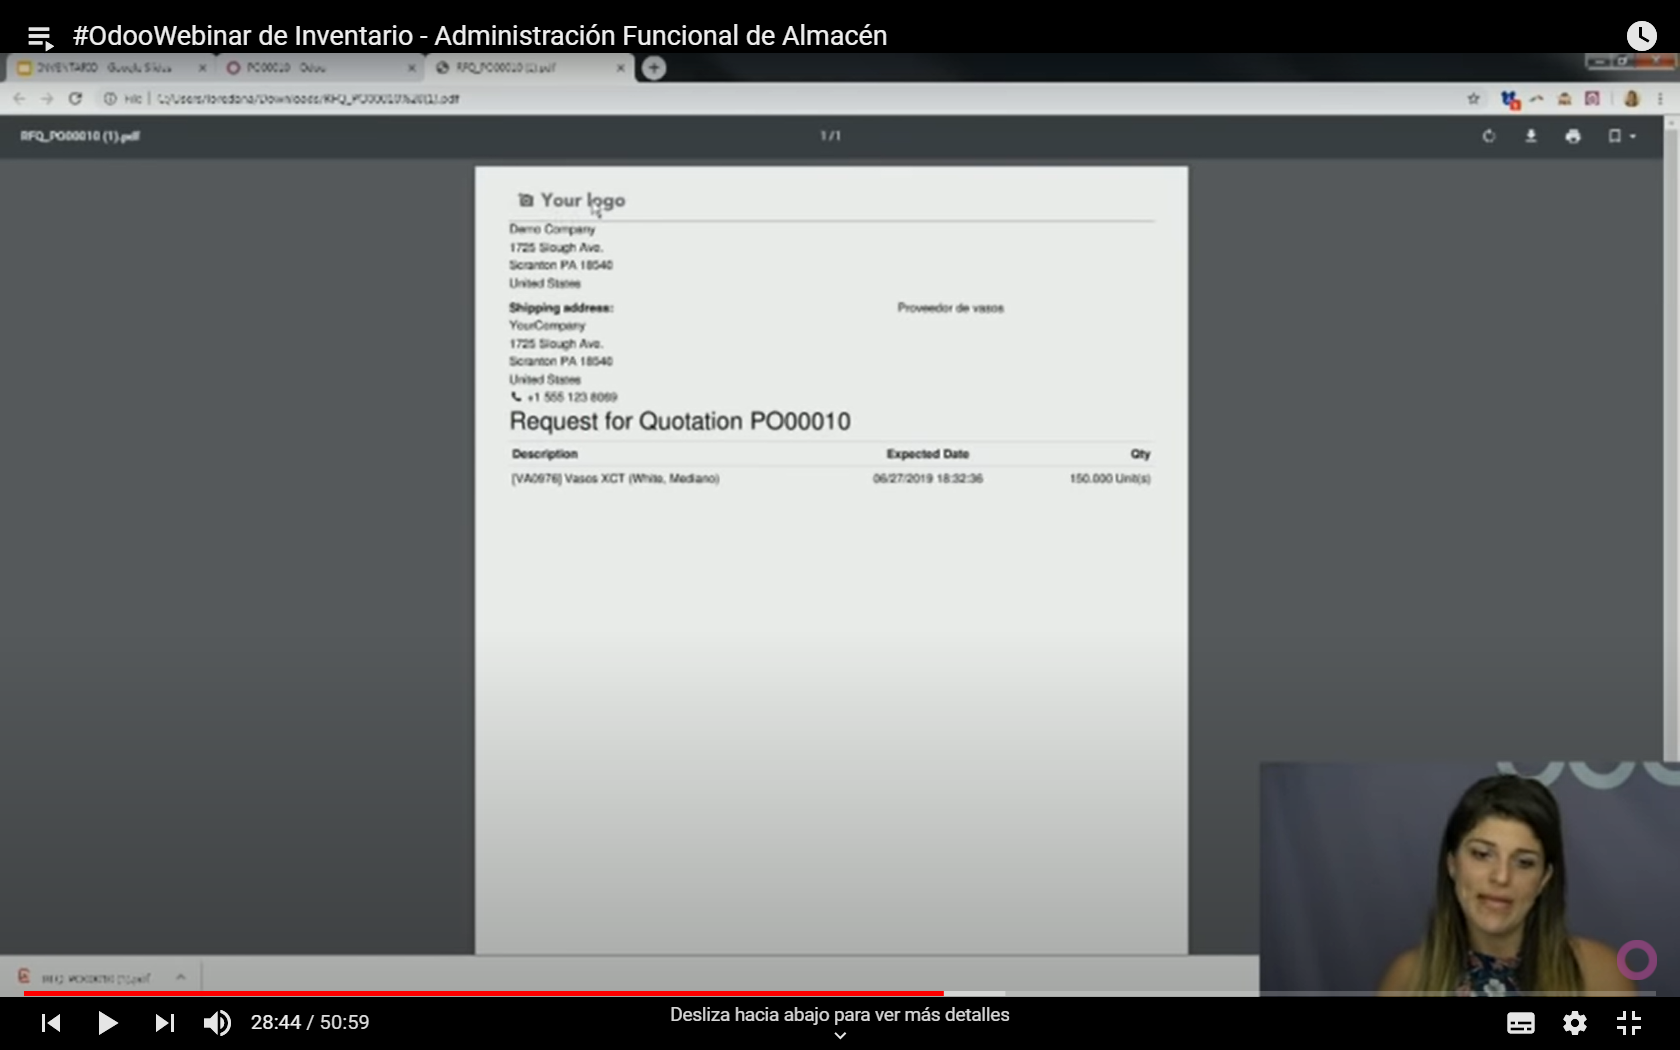 #OdooWebinar de Inventario - Administración Funcional de Almacén
INVENTARIO - Google Slides
PO00010 - Odoo
RFQ_PO00010 (1).pdf
File | C:/Users/loredana/Downloads/RFQ_PO00010%20(1).pdf
RFQ_PO00010 (1).pdf
1 / 1
Your logo
Demo Company
1725 Slough Ave.
Scranton PA 18540
United States
Shipping address:
Proveedor de vasos
YourCompany
1725 Slough Ave.
Scranton PA 18540
United States
+1 555 123 8069
Request for Quotation PO00010
Description Expected Date Qty
[VA0976] Vasos XCT (White, Mediano) 06/27/2019 18:32:36 150.000 Unit(s)
RFQ_PO00010 (1).pdf
28:44 / 50:59
Desliza hacia abajo para ver más detalles